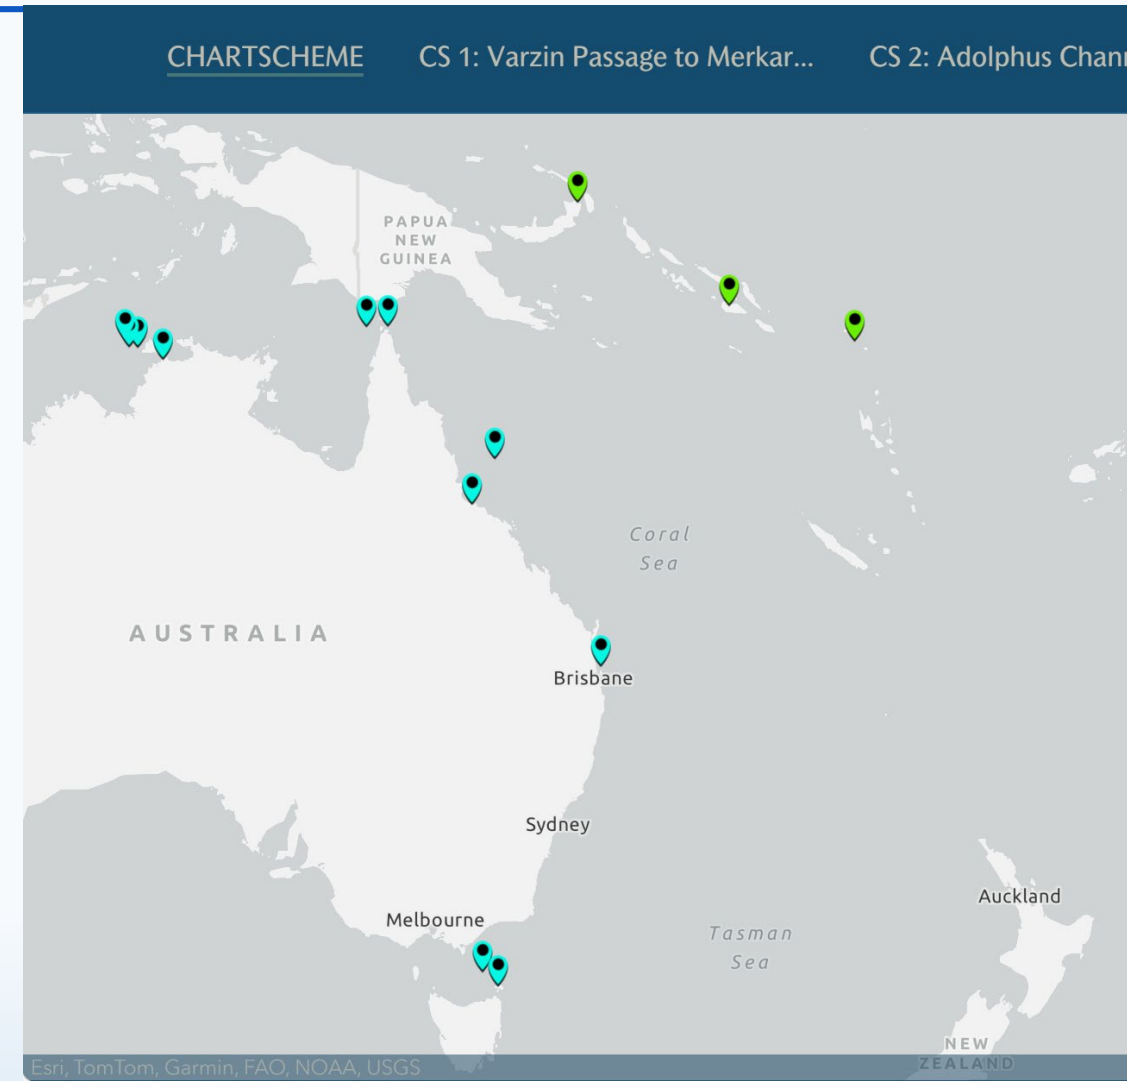 CHARTSCHEME CS 1: Varzin Passage to Merkar... CS 2: Adolphus Chann
PAPUA
NEW
GUINEA
Coral
Sea
AUSTRALIA
Brisbane
Sydney
Auckland
Melbourne
Tasman
Sea
NEW
ZEALAND
Esri, TomTom, Garmin, FAO, NOAA, USGS